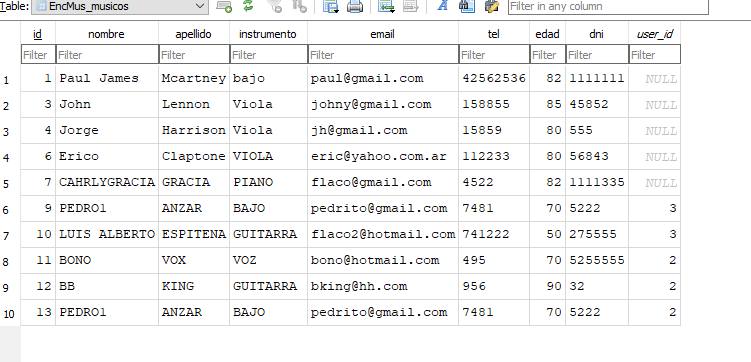 Table: EncMus_musicos Filter in any column
id nombre apellido instrumento email tel edad dni user_id
Filter Filter Filter Filter Filter Filter Filter Filter Filter
1 1 Paul James Mcartney bajo paul@gmail.com 42562536 82 1111111 NULL
2 3 John Lennon Viola johny@gmail.com 158855 85 45852 NULL
3 4 Jorge Harrison Viola jh@gmail.com 15859 80 555 NULL
4 6 Erico Claptone VIOLA eric@yahoo.com.ar 112233 80 56843 NULL
5 7 CAHRLYGRACIA GRACIA PIANO flaco@gmail.com 4522 82 1111335 NULL
6 9 PEDRO1 ANZAR BAJO pedrito@gmail.com 7481 70 5222 3
7 10 LUIS ALBERTO ESPITENA GUITARRA flaco2@hotmail.com 741222 50 275555 3
8 11 BONO VOX VOZ bono@hotmail.com 495 70 5255555 2
9 12 BB KING GUITARRA bking@hh.com 956 90 32 2
10 13 PEDRO1 ANZAR BAJO pedrito@gmail.com 7481 70 5222 2